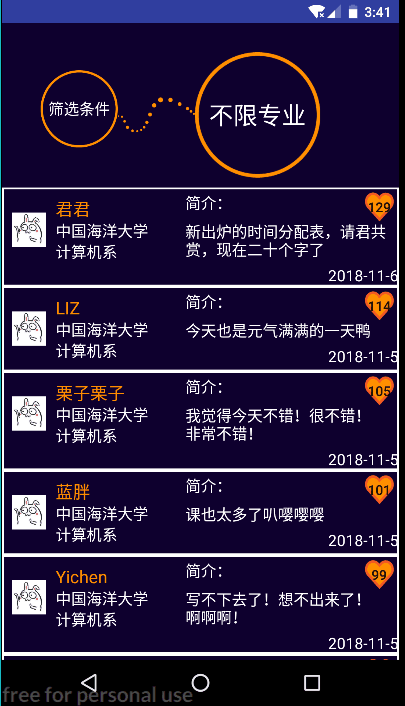 3:41
筛选条件
不限专业
君君
中国海洋大学
计算机系
简介：
新出炉的时间分配表，请君共
赏，现在二十个字了
129
2018-11-6
LIZ
中国海洋大学
计算机系
简介：
今天也是元气满满的一天鸭
114
2018-11-5
栗子栗子
中国海洋大学
计算机系
简介：
我觉得今天不错！很不错！
非常不错！
105
2018-11-5
蓝胖
中国海洋大学
计算机系
简介：
课也太多了叭嘤嘤嘤
101
2018-11-5
Yichen
中国海洋大学
计算机系
简介：
写不下去了！想不出来了！
啊啊啊！
99
2018-11-5
free for personal use